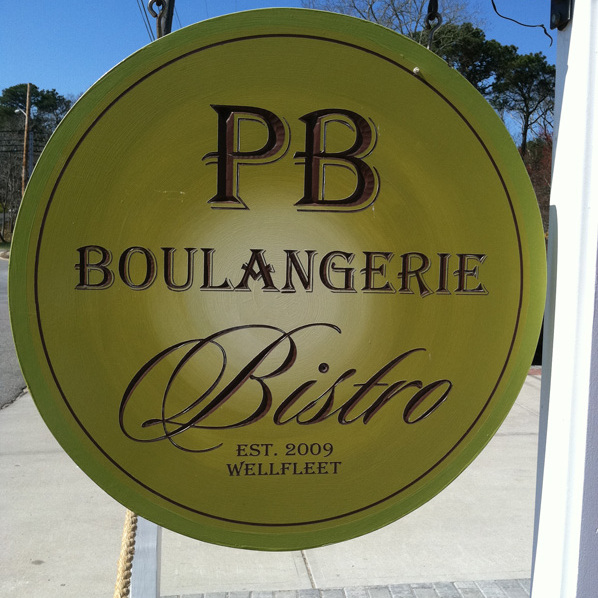 PB
BOULANGERIE
Bistro
EST. 2009
WELLFLEET